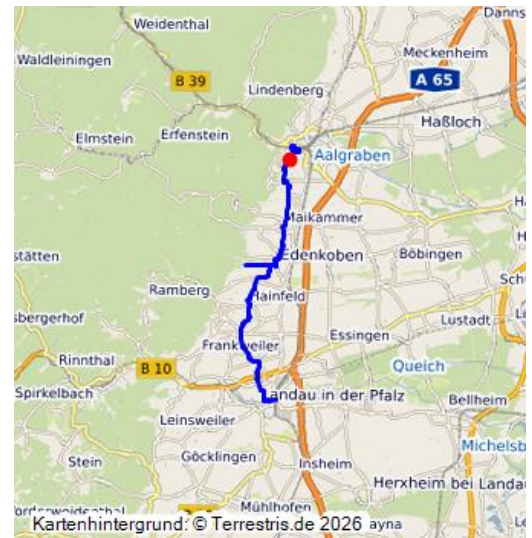 Danns
Weidenthal
Meckenheim
Waldleiningen
A 65
B 39
Lindenberg
Haßloch
Elmstein
Erfenstein
Aalgraben
Maikammer
Edenkoben
Böbingen
stätten
Ramberg
Hainfeld
sbergerhof
Lustadt
Essingen
Frankweiler
Rinnthal
B 10
Queich
Spirkelbach
Landau in der Pfalz
Bellheim
Leinsweiler
Michelsb
Göcklingen
Stein
Insheim
Herxheim bei Landau
Mühlhofen
Kartenhintergrund: © Terrestris.de 2026
ayna